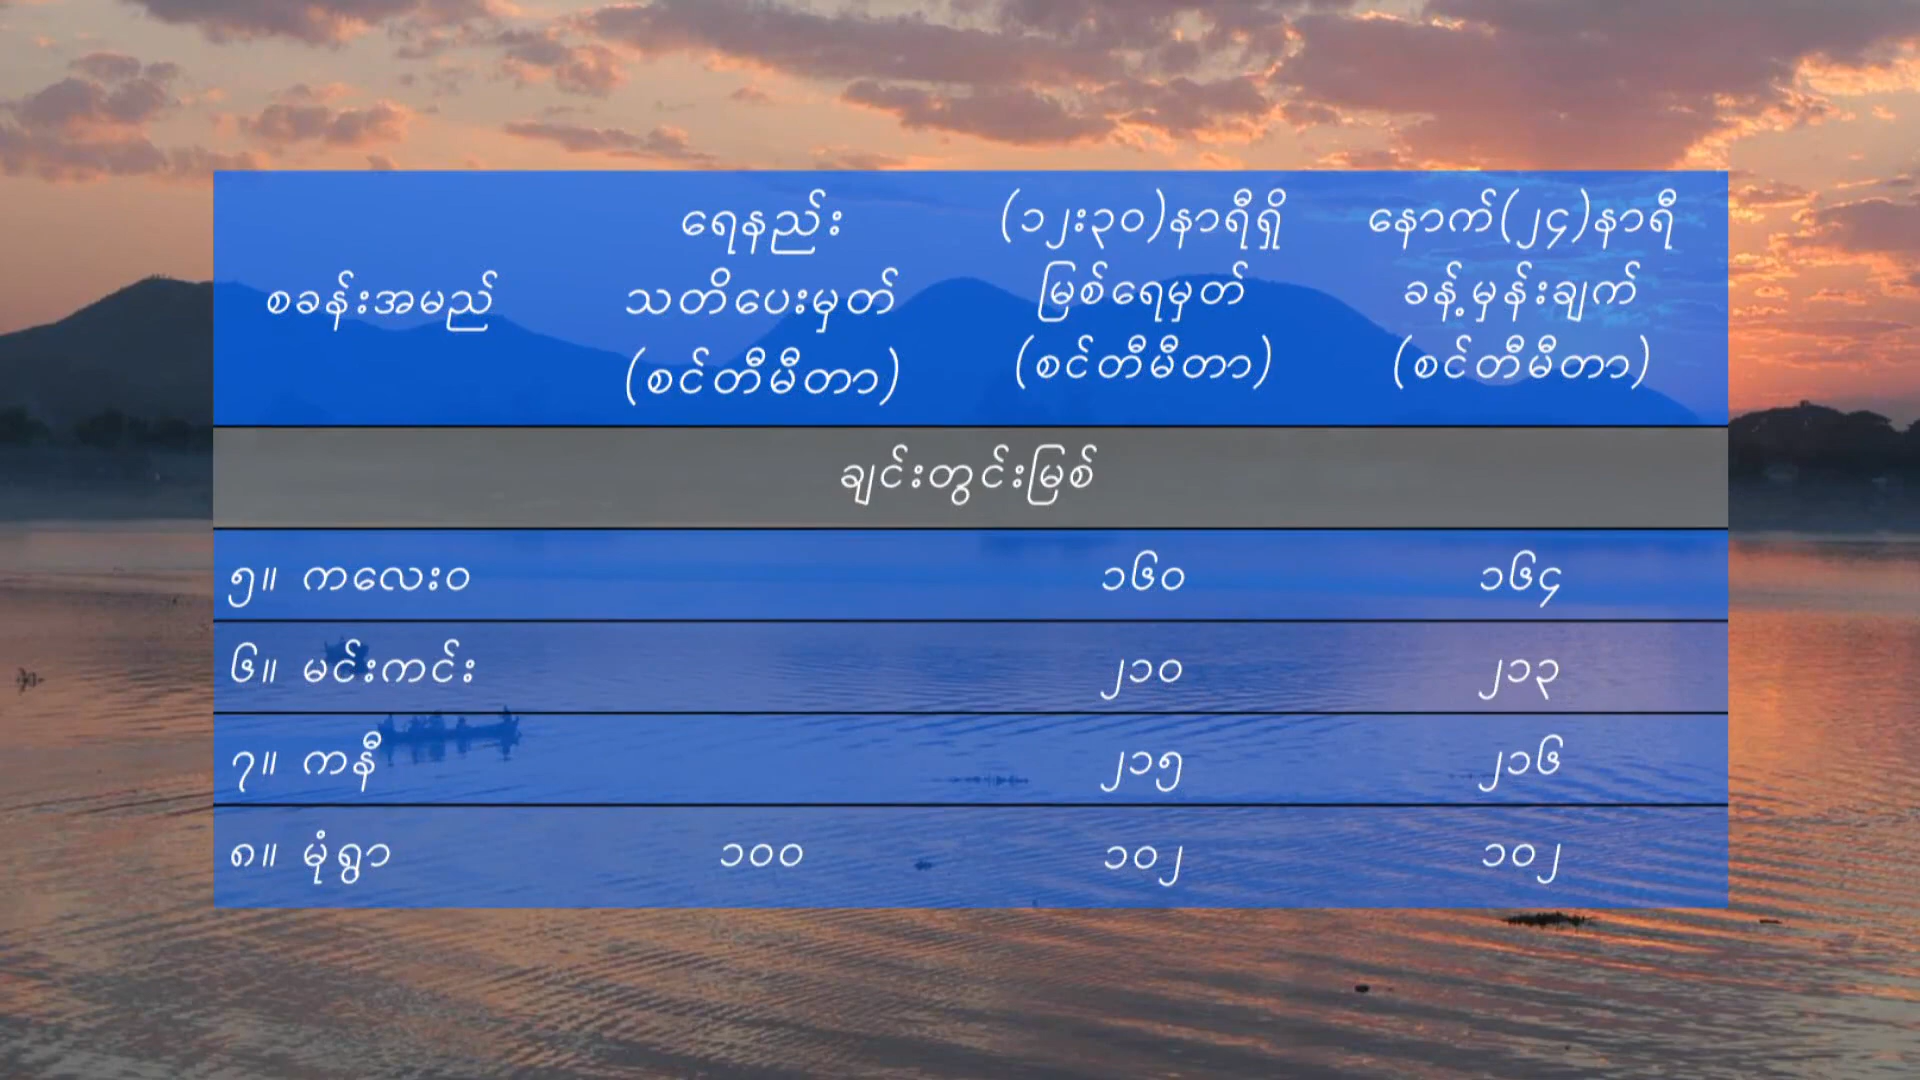 စခန်းအမည်
ရေနည်း
သတိပေးမှတ်
(စင်တီမီတာ)
(၁၂း၃၀)နာရီရှိ
မြစ်ရေမှတ်
(စင်တီမီတာ)
နောက်(၂၄)နာရီ
ခန့်မှန်းချက်
(စင်တီမီတာ)
ချင်းတွင်းမြစ်
၅။ ကလေးဝ ၁၆၀ ၁၆၄
၆။ မင်းကင်း ၂၁၀ ၂၁၃
၇။ ကနီ ၂၁၅ ၂၁၆
၈။ မုံရွာ ၁၀၀ ၁၀၂ ၁၀၂